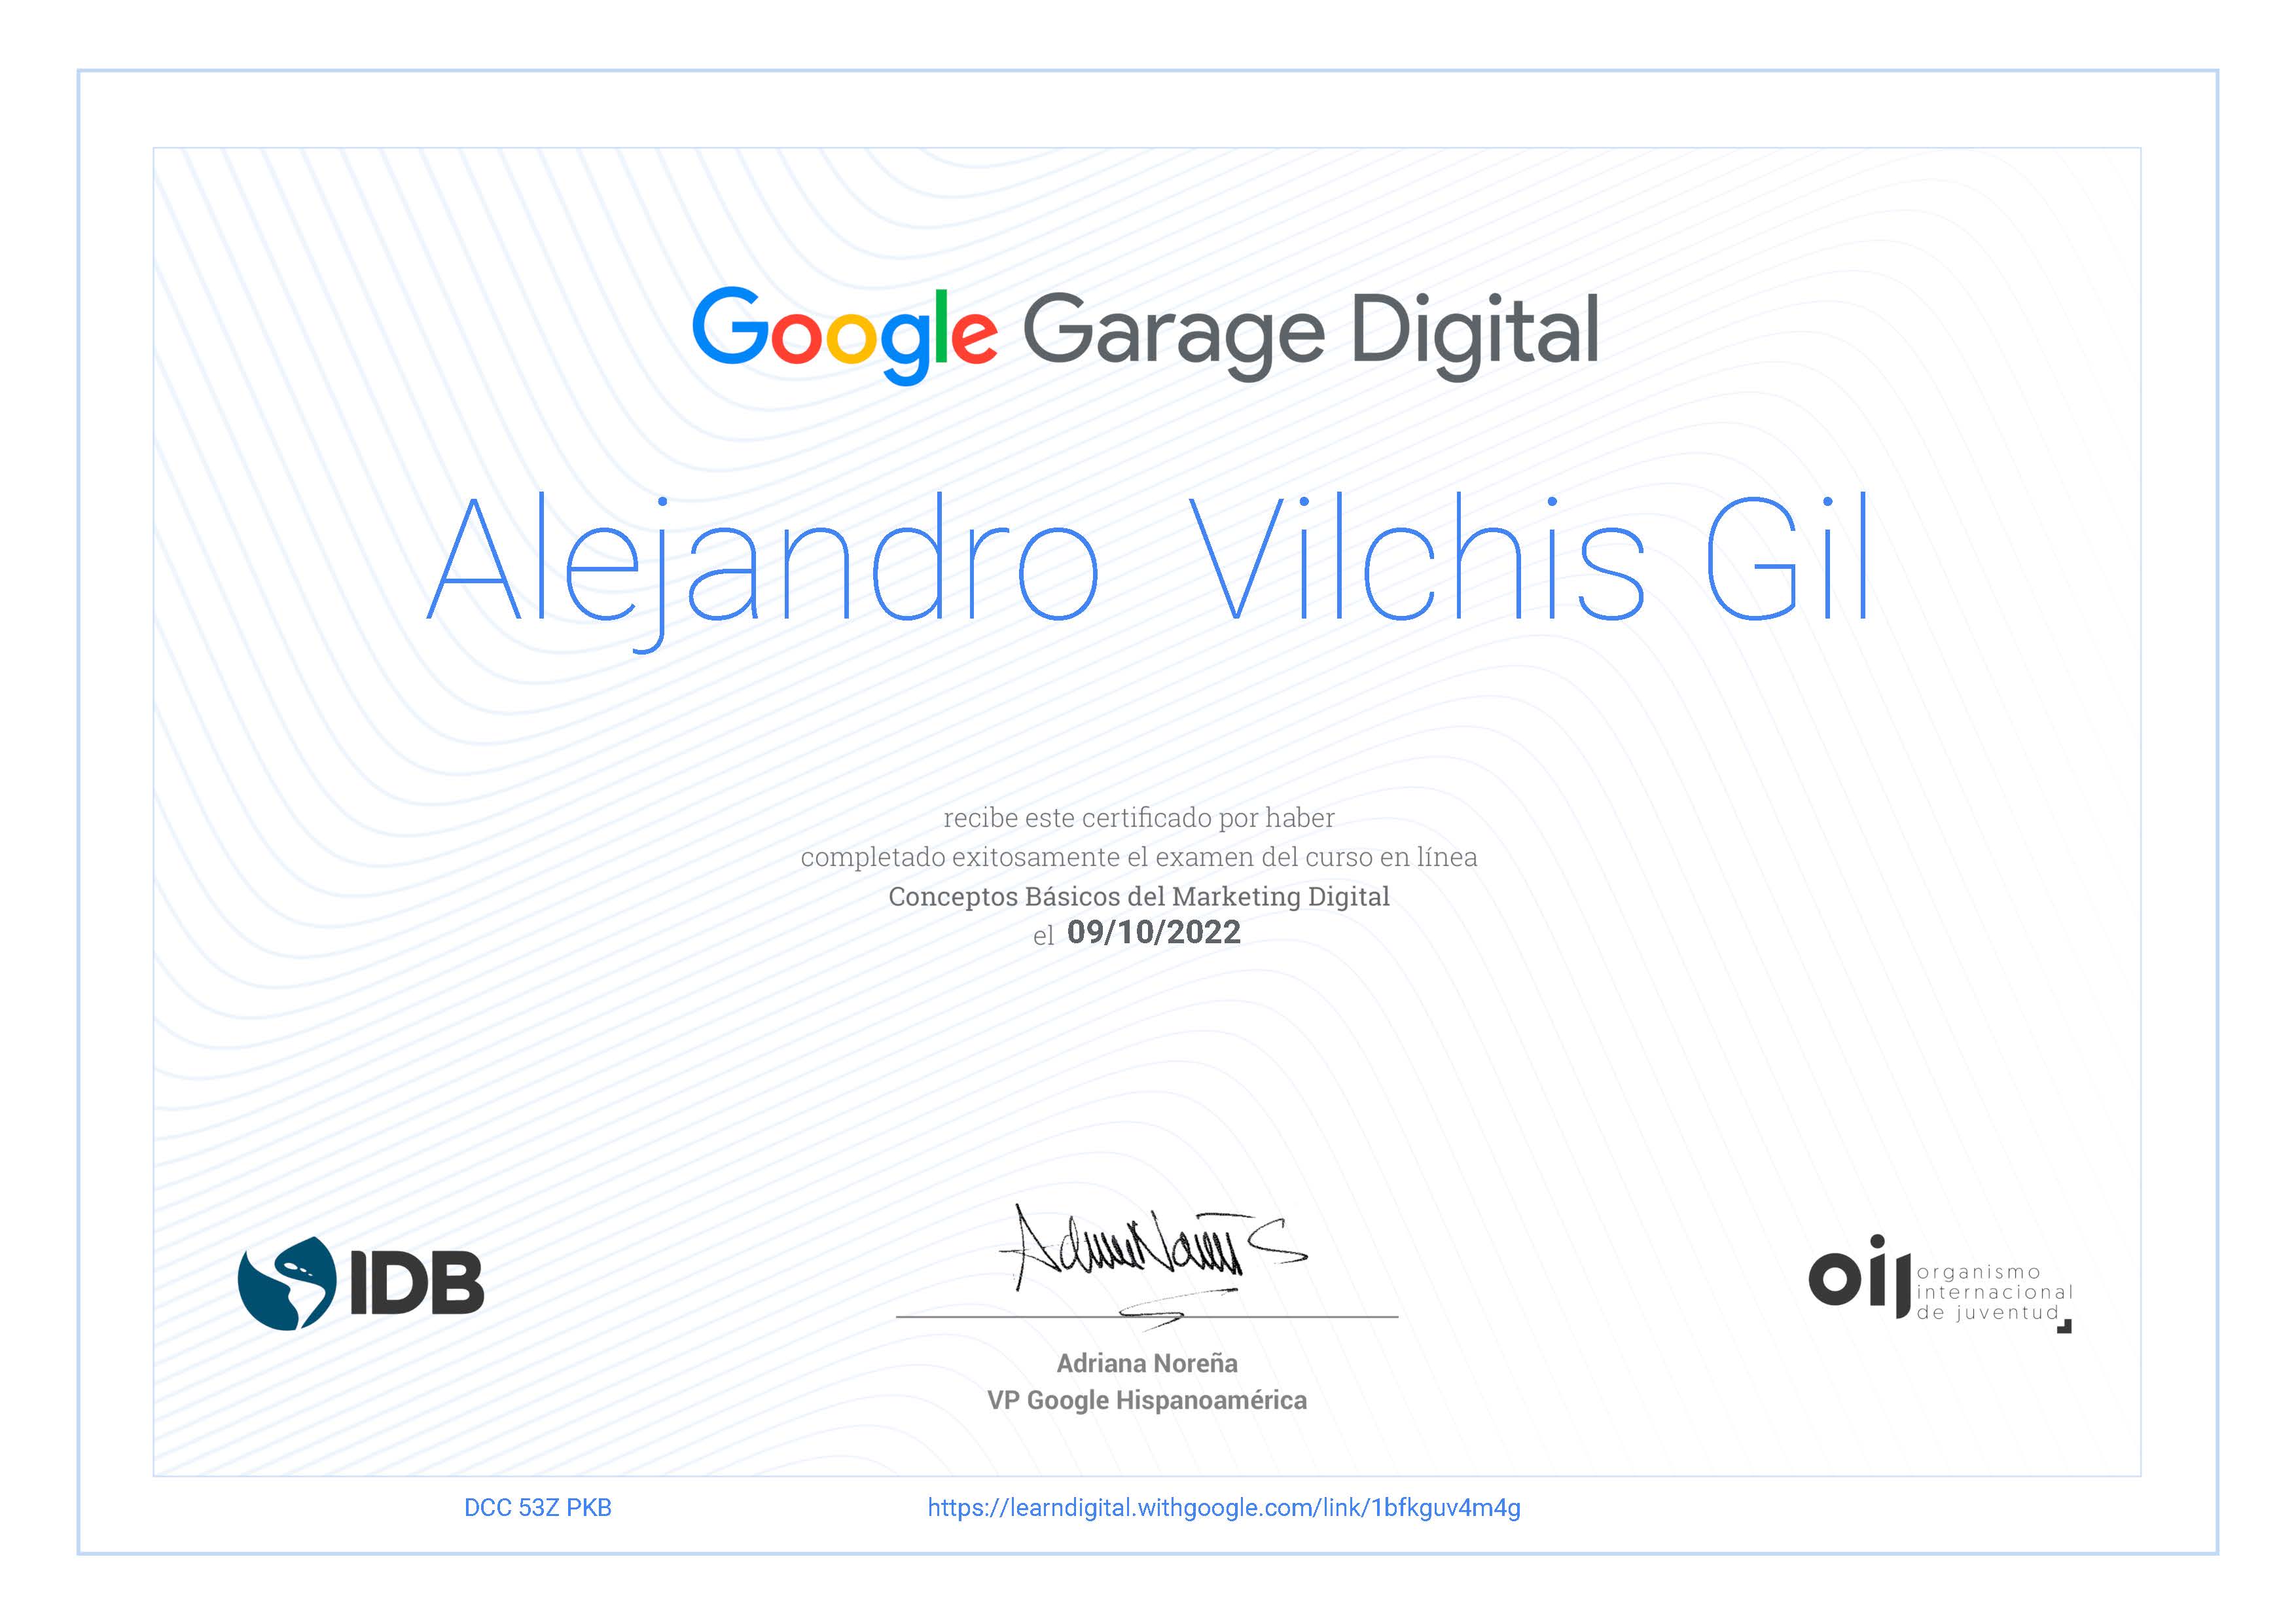 Google Garage Digital
Alejandro Vilchis Gil
recibe este certificado por haber
completado exitosamente el examen del curso en línea
Conceptos Básicos del Marketing Digital
el 09/10/2022
IDB
oij organismo
internacional
de juventud
Adriana Noreña
VP Google Hispanoamérica
DCC 53Z PKB
https://learndigital.withgoogle.com/link/1bfkguv4m4g